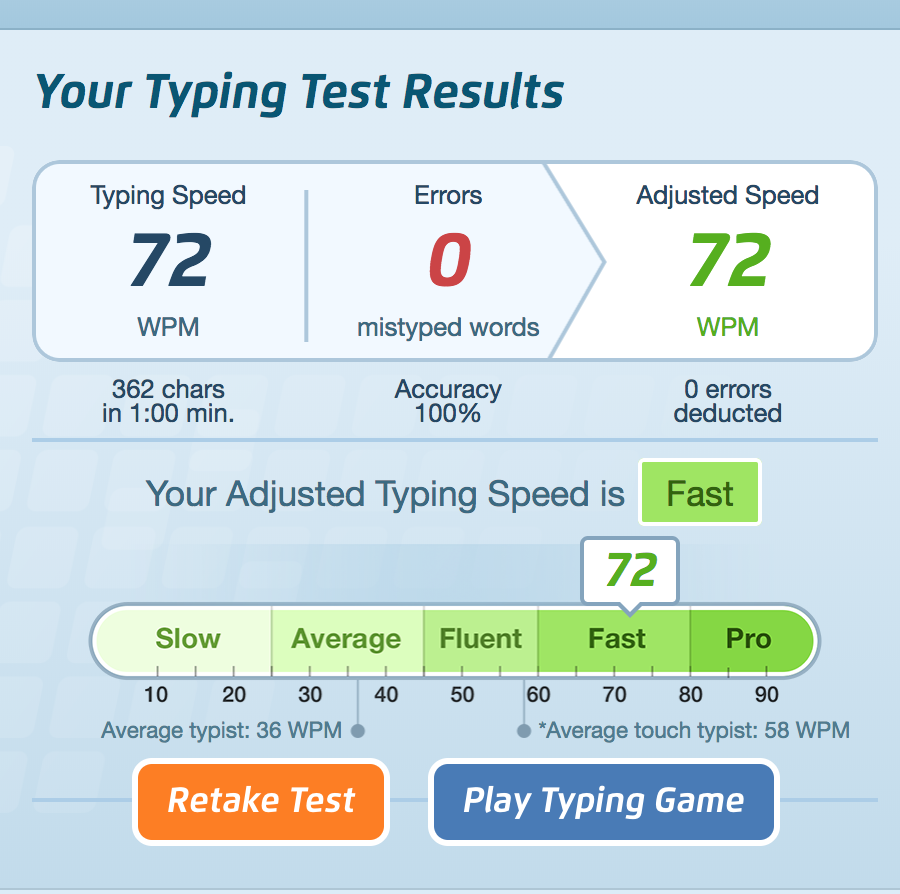 Your Typing Test Results
Typing Speed
72
WPM
Errors
0
mistyped words
Adjusted Speed
72
WPM
362 chars
in 1:00 min.
Accuracy
100%
0 errors
deducted
Your Adjusted Typing Speed is Fast
72
Slow Average Fluent Fast Pro
10 20 30 40 50 60 70 80 90
Average typist: 36 WPM *Average touch typist: 58 WPM
Retake Test Play Typing Game